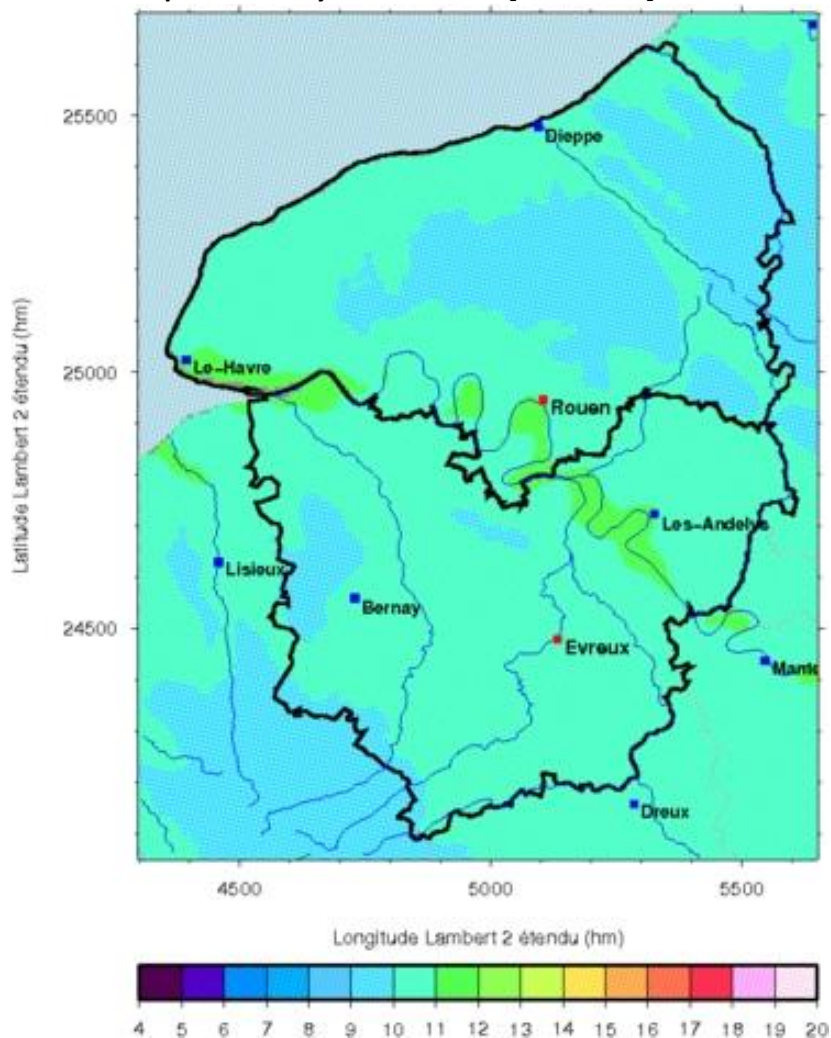 25500
Dieppe
25000
Le-Havre
Rouen
Les-Andelys
Lisieux
Bernay
24500
Evreux
Mante
Dreux
4500 5000 5500
Latitude Lambert 2 étendu (hm)
Longitude Lambert 2 étendu (hm)
4 5 6 7 8 9 10 11 12 13 14 15 16 17 18 19 20